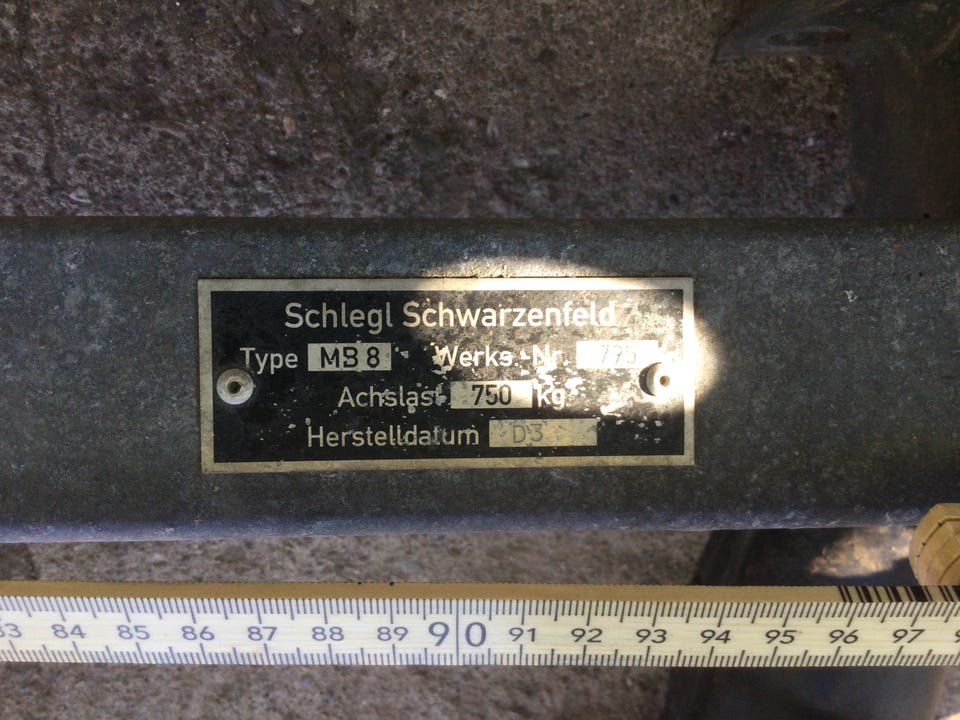 Schlegl Schwarzenfeld
Type MB 8 Werks-Nr.
Achslast 750 kg
Herstelldatum D3
83 84 85 86 87 88 89 90 91 92 93 94 95 96 97